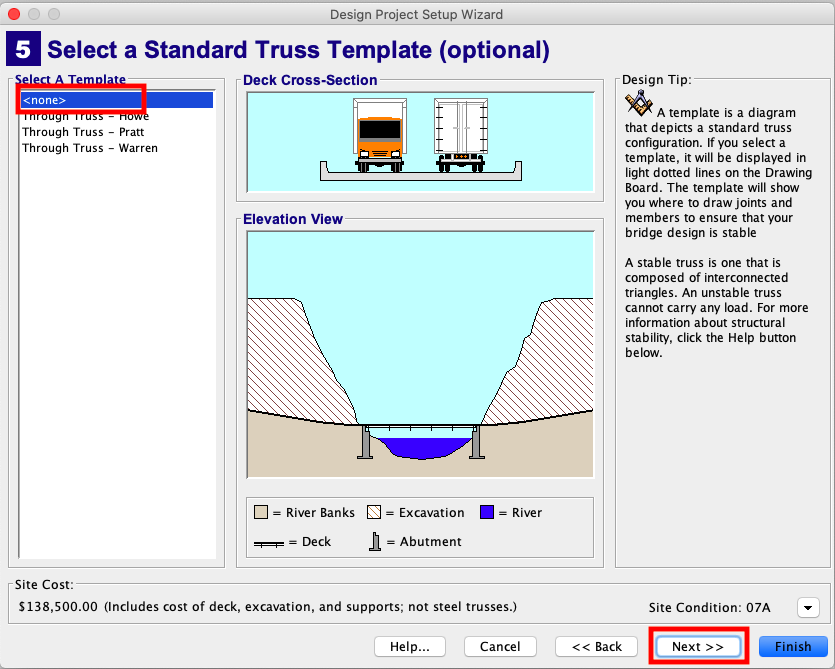 Design Project Setup Wizard
5 Select a Standard Truss Template (optional)
Select A Template
<none>
Through Truss - Howe
Through Truss - Pratt
Through Truss - Warren
Deck Cross-Section
Elevation View
= River Banks = Excavation = River
= Deck = Abutment
Design Tip:
A template is a diagram
that depicts a standard truss
configuration. If you select a
template, it will be displayed in
light dotted lines on the Drawing
Board. The template will show
you where to draw joints and
members to ensure that your
bridge design is stable
A stable truss is one that is
composed of interconnected
triangles. An unstable truss
cannot carry any load. For more
information about structural
stability, click the Help button
below.
Site Cost:
$138,500.00 (Includes cost of deck, excavation, and supports; not steel trusses.)
Site Condition: 07A
Help... Cancel << Back Next >> Finish